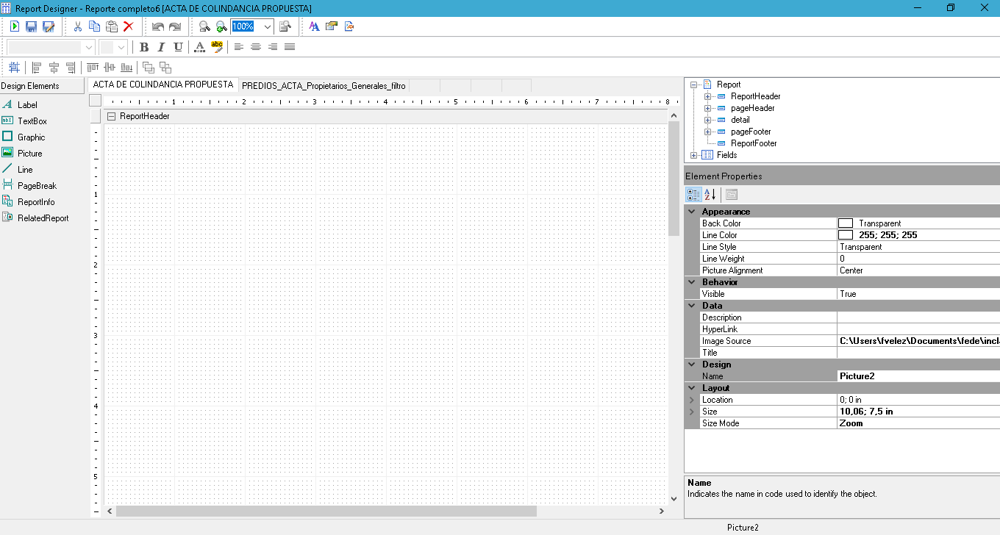 Report Designer - Reporte completo6 [ACTA DE COLINDANCIA PROPUESTA]
100%
A
B I U A abc
Design Elements
Label
TextBox
Graphic
Picture
Line
PageBreak
ReportInfo
RelatedReport
ACTA DE COLINDANCIA PROPUESTA PREDIOS_ACTA_Propietarios_Generales_filtro
1 2 3 4 5 6 7 8
ReportHeader
1
2
3
4
5
Report
ReportHeader
pageHeader
detail
pageFooter
ReportFooter
Fields
Element Properties
Appearance
Back Color Transparent
Line Color 255; 255; 255
Line Style Transparent
Line Weight 0
Picture Alignment Center
Behavior
Visible True
Data
Description
HyperLink
Image Source C:\Users\fvelez\Documents\fede\incl
Title
Design
Name Picture2
Layout
Location 0; 0 in
Size 10,06; 7,5 in
Size Mode Zoom
Name
Indicates the name in code used to identify the object.
Picture2